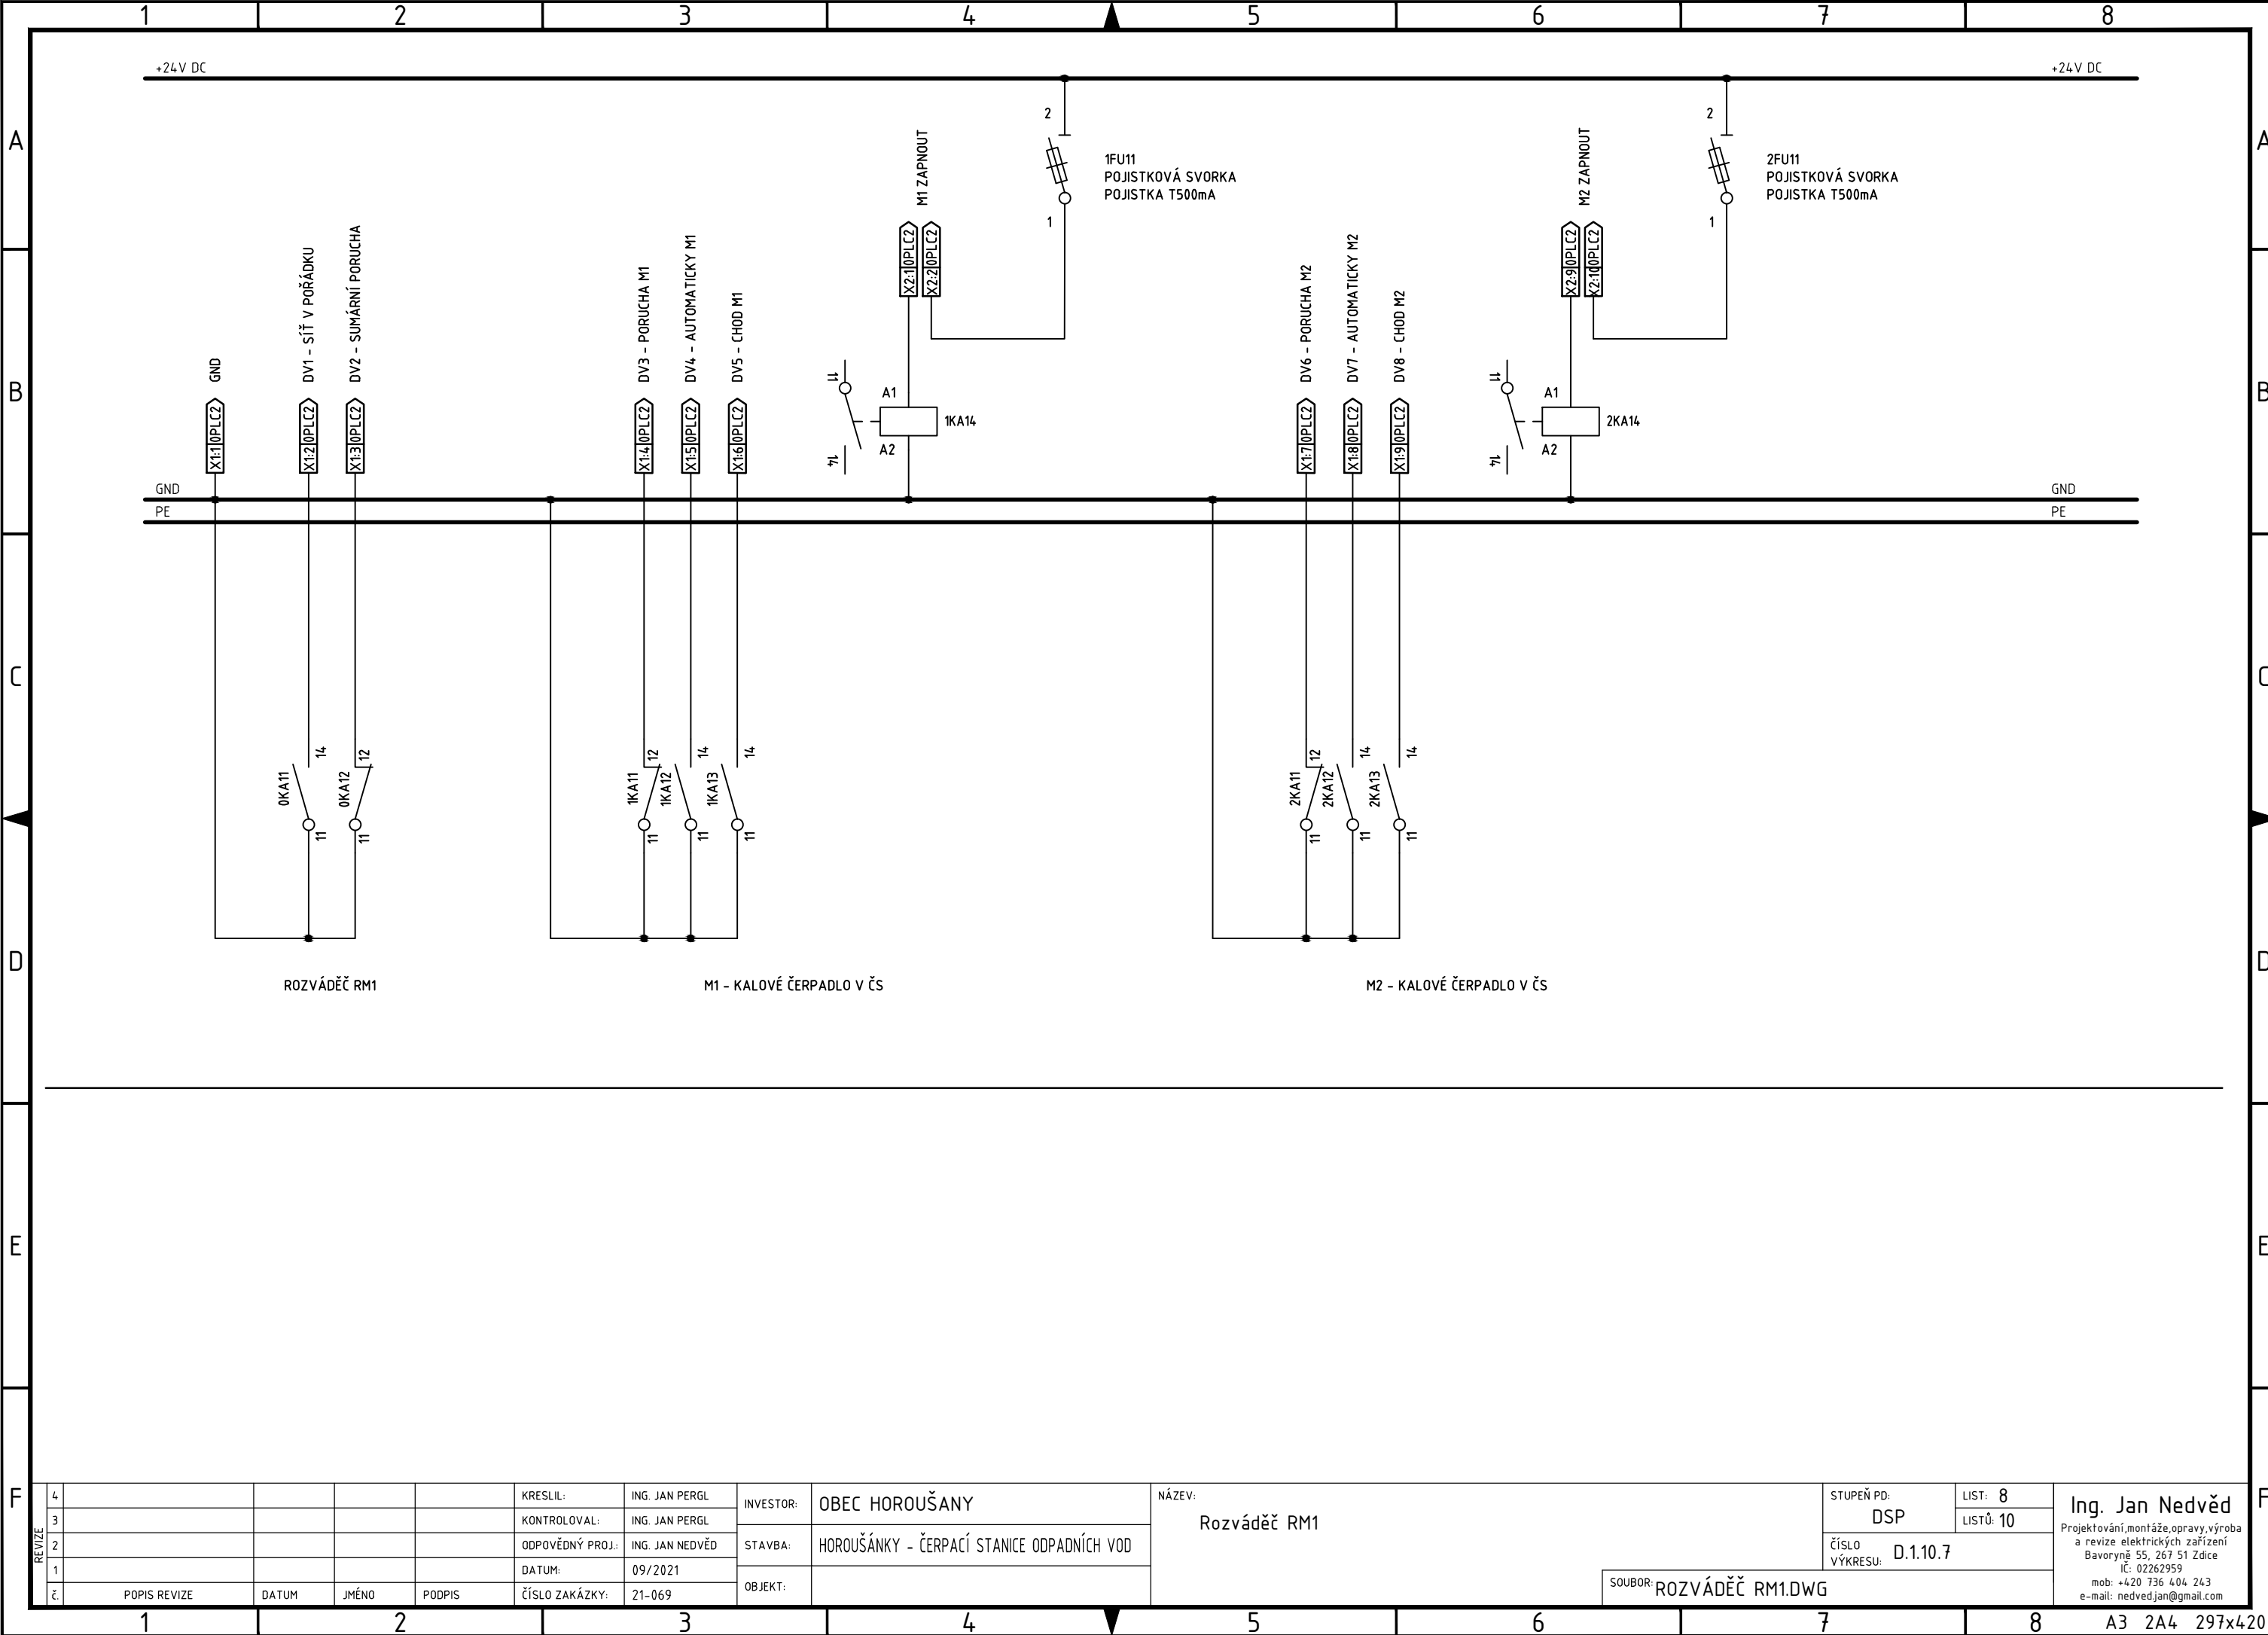 1 2 3 4 5 6 7 8
A A
B B
C C
D D
E E
F F
+24V DC +24V DC
2
1FU11
POJISTKOVÁ SVORKA
POJISTKA T500mA
1
M1 ZAPNOUT
X2:1 0PLC2
X2:2 0PLC2
2
2FU11
POJISTKOVÁ SVORKA
POJISTKA T500mA
1
M2 ZAPNOUT
X2:9 0PLC2
X2:10 0PLC2
GND
X1:1 0PLC2
DV1 - SÍŤ V POŘÁDKU
X1:2 0PLC2
DV2 - SUMÁRNÍ PORUCHA
X1:3 0PLC2
DV3 - PORUCHA M1
X1:4 0PLC2
DV4 - AUTOMATICKY M1
X1:5 0PLC2
DV5 - CHOD M1
X1:6 0PLC2
11
14
A1
A2
1KA14
DV6 - PORUCHA M2
X1:7 0PLC2
DV7 - AUTOMATICKY M2
X1:8 0PLC2
DV8 - CHOD M2
X1:9 0PLC2
11
14
A1
A2
2KA14
GND GND
PE PE
0KA11 14 11
0KA12 12 11
1KA11 12 11
1KA12 14 11
1KA13 14 11
2KA11 12 11
2KA12 14 11
2KA13 14 11
ROZVÁDĚČ RM1
M1 - KALOVÉ ČERPADLO V ČS
M2 - KALOVÉ ČERPADLO V ČS
REVIZE
4
3
2
1
č. POPIS REVIZE DATUM JMÉNO PODPIS
KRESLIL: ING. JAN PERGL
KONTROLOVAL: ING. JAN PERGL
ODPOVĚDNÝ PROJ.: ING. JAN NEDVĚD
DATUM: 09/2021
ČÍSLO ZAKÁZKY: 21-069
INVESTOR: OBEC HOROUŠANY
STAVBA: HOROUŠÁNKY - ČERPACÍ STANICE ODPADNÍCH VOD
OBJEKT:
NÁZEV:
Rozváděč RM1
SOUBOR: ROZVÁDĚČ RM1.DWG
STUPEŇ PD:
DSP
LIST: 8
LISTŮ: 10
ČÍSLO
VÝKRESU: D.1.10.7
Ing. Jan Nedvěd
Projektování,montáže,opravy,výroba
a revize elektrických zařízení
Bavoryně 55, 267 51 Zdice
IČ: 02262959
mob: +420 736 404 243
e-mail: nedved.jan@gmail.com
1 2 3 4 5 6 7 8
A3 2A4 297x420